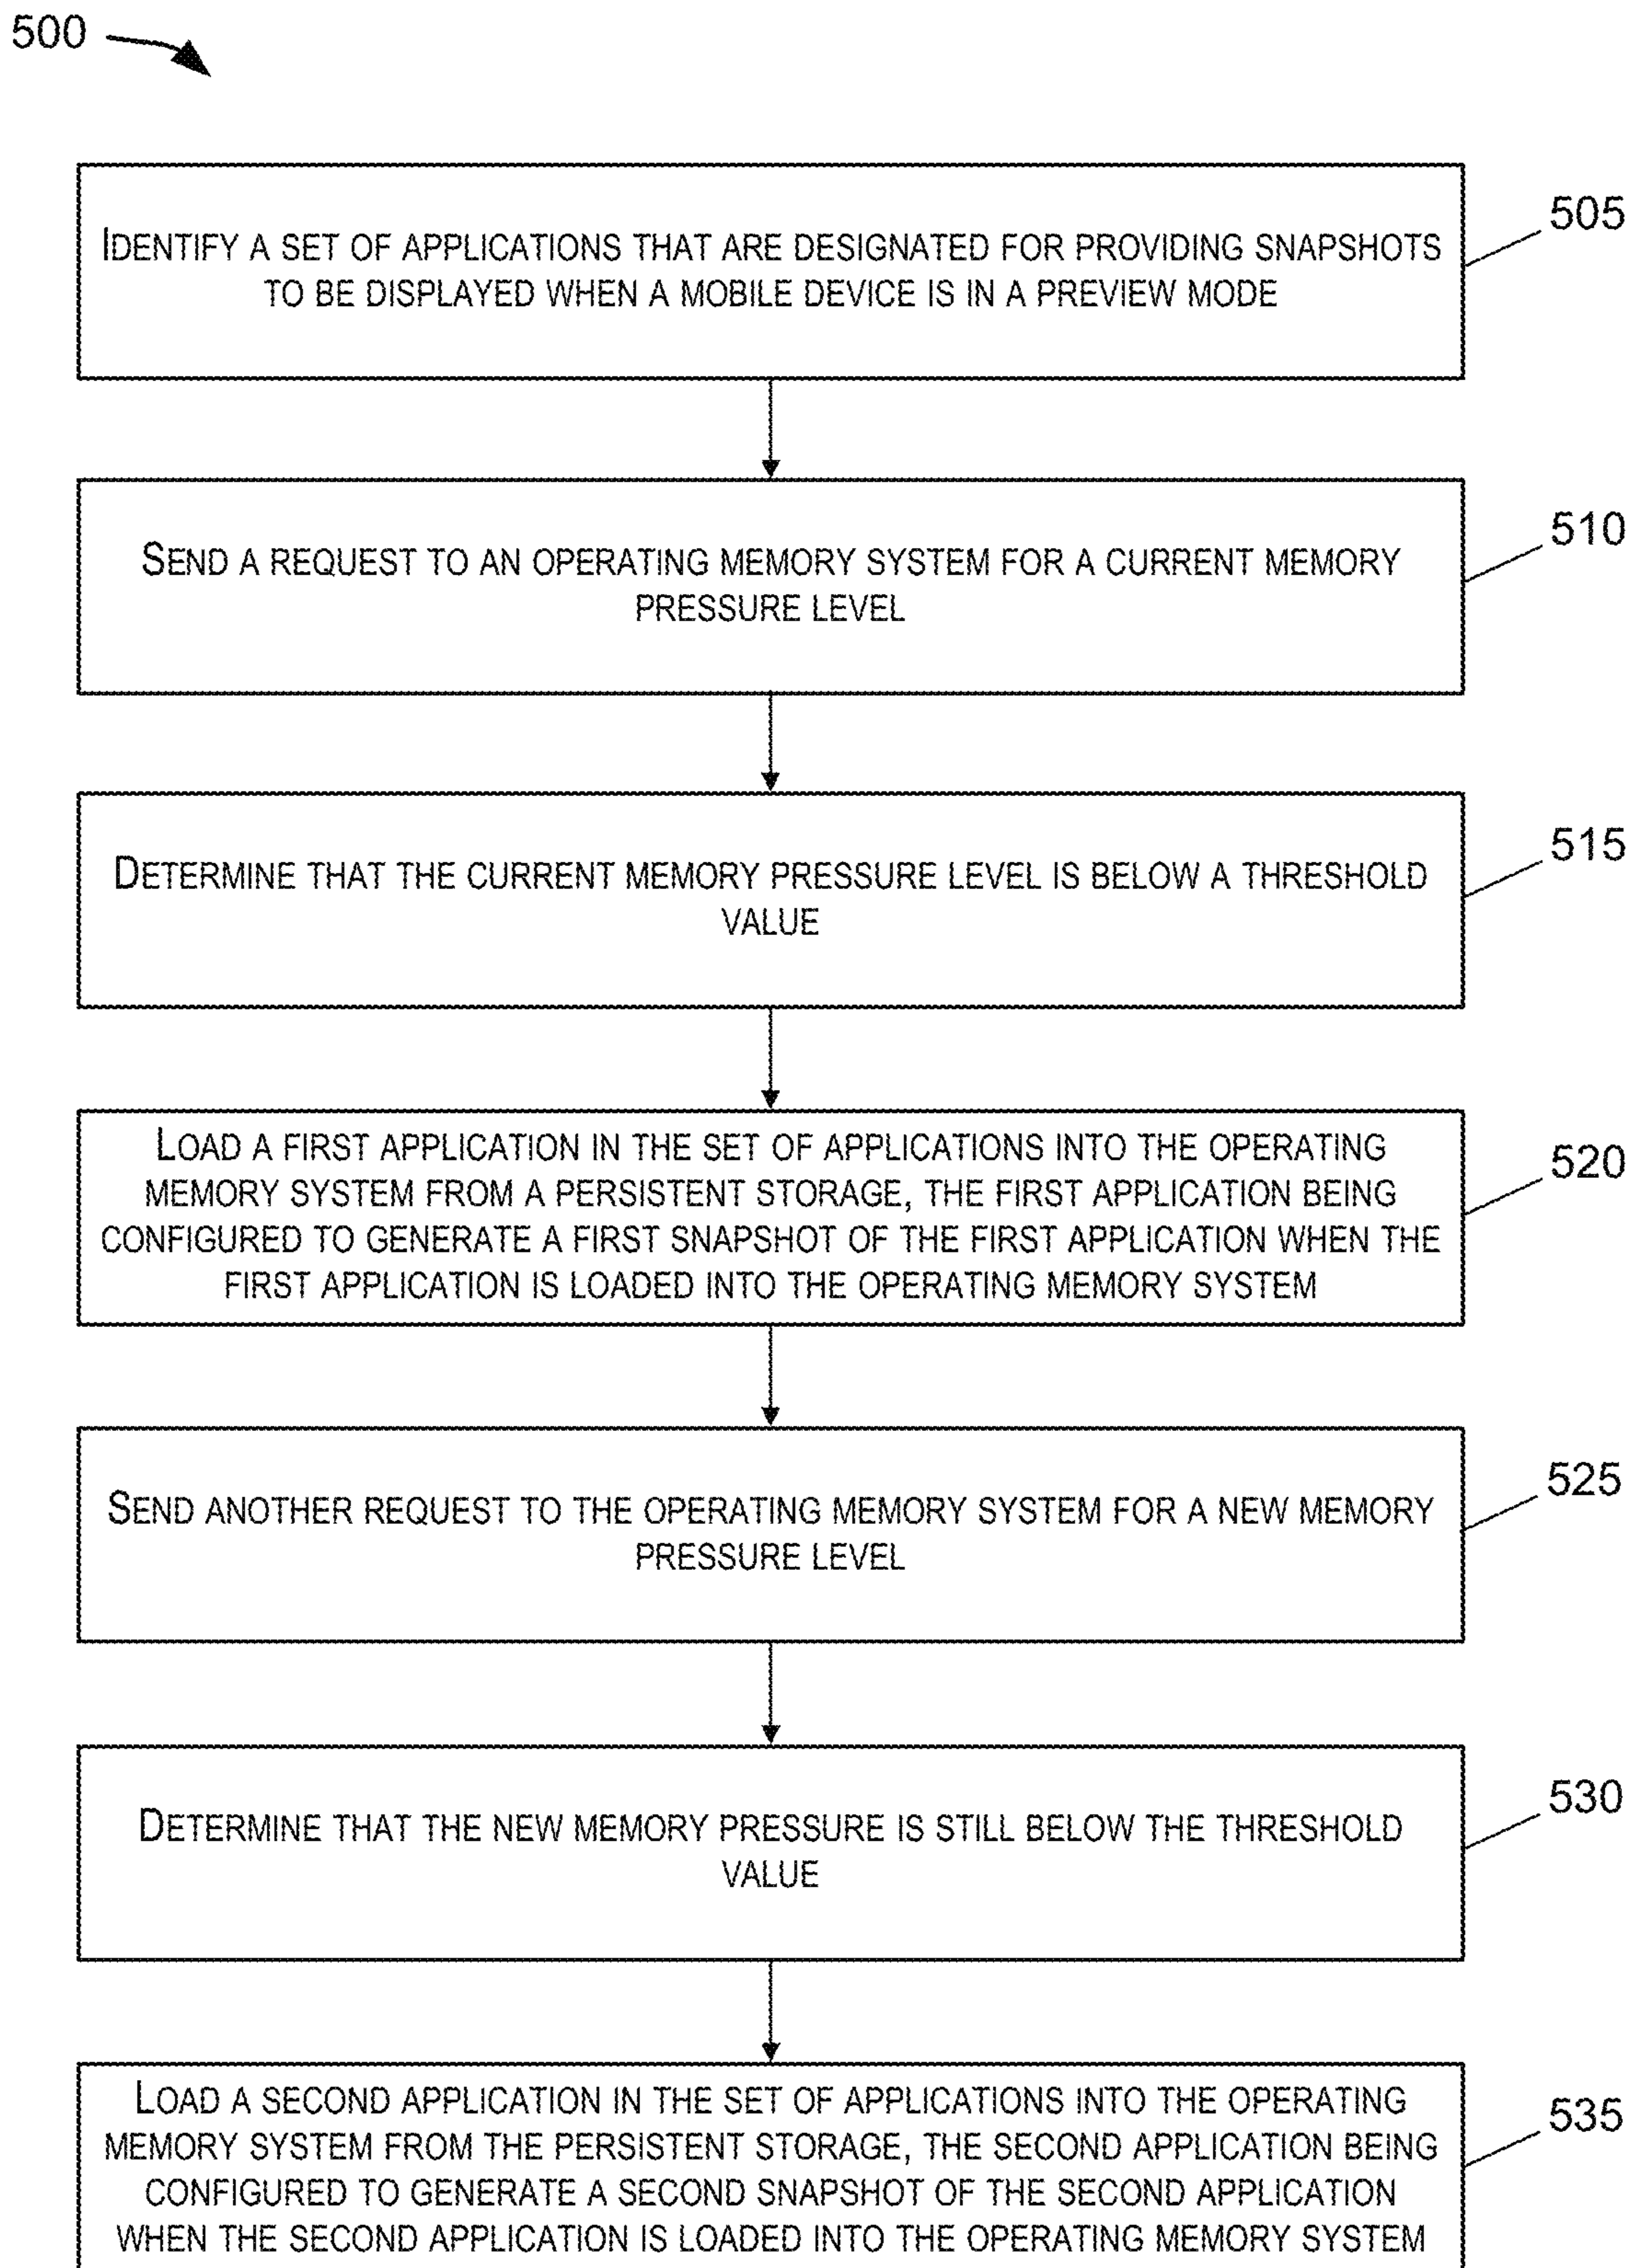 500
IDENTIFY A SET OF APPLICATIONS THAT ARE DESIGNATED FOR PROVIDING SNAPSHOTS
TO BE DISPLAYED WHEN A MOBILE DEVICE IS IN A PREVIEW MODE
505
SEND A REQUEST TO AN OPERATING MEMORY SYSTEM FOR A CURRENT MEMORY
PRESSURE LEVEL
510
DETERMINE THAT THE CURRENT MEMORY PRESSURE LEVEL IS BELOW A THRESHOLD
VALUE
515
LOAD A FIRST APPLICATION IN THE SET OF APPLICATIONS INTO THE OPERATING
MEMORY SYSTEM FROM A PERSISTENT STORAGE, THE FIRST APPLICATION BEING
CONFIGURED TO GENERATE A FIRST SNAPSHOT OF THE FIRST APPLICATION WHEN THE
FIRST APPLICATION IS LOADED INTO THE OPERATING MEMORY SYSTEM
520
SEND ANOTHER REQUEST TO THE OPERATING MEMORY SYSTEM FOR A NEW MEMORY
PRESSURE LEVEL
525
DETERMINE THAT THE NEW MEMORY PRESSURE IS STILL BELOW THE THRESHOLD
VALUE
530
LOAD A SECOND APPLICATION IN THE SET OF APPLICATIONS INTO THE OPERATING
MEMORY SYSTEM FROM THE PERSISTENT STORAGE, THE SECOND APPLICATION BEING
CONFIGURED TO GENERATE A SECOND SNAPSHOT OF THE SECOND APPLICATION
WHEN THE SECOND APPLICATION IS LOADED INTO THE OPERATING MEMORY SYSTEM
535